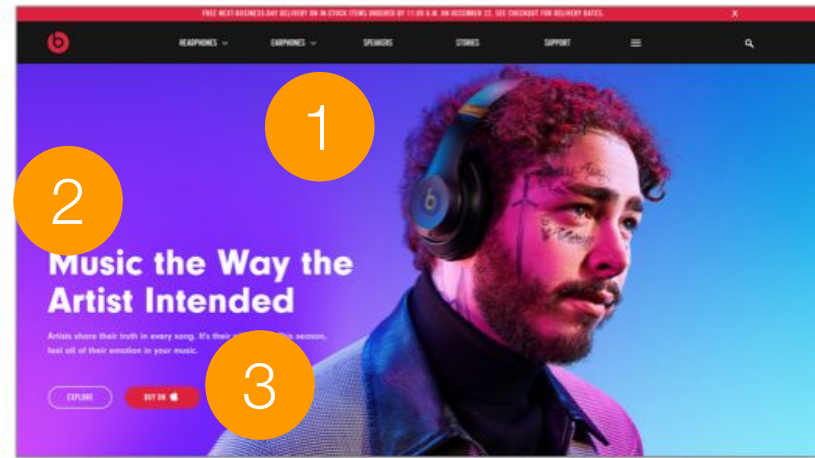 FREE NEXT-BUSINESS-DAY DELIVERY ON IN-STOCK ITEMS ORDERED BY 11:00 A.M. ON DECEMBER 22. SEE CHECKOUT FOR DELIVERY DATES. X
b HEADPHONES EARPHONES SPEAKERS STORIES SUPPORT
1
2
Music the Way the
Artist Intended
Artists share their truth in every song. It's their season,
feel all of their emotion in your music.
EXPLORE BUY ON
3